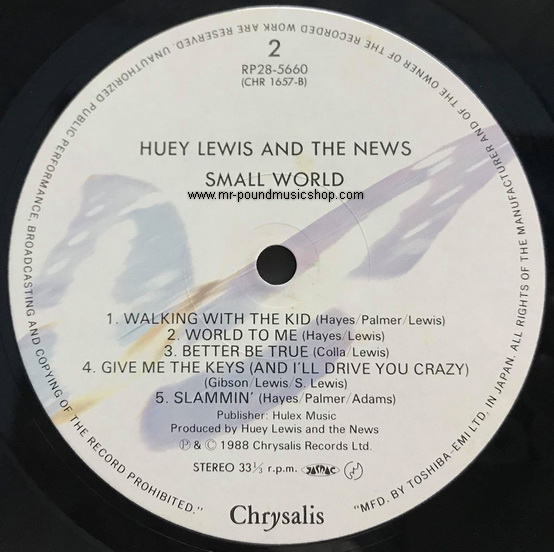 2
RP28-5660
(CHR 1657-B)
HUEY LEWIS AND THE NEWS
SMALL WORLD
www.mr-poundmusicshop.com
1. WALKING WITH THE KID (Hayes/Palmer/Lewis)
2. WORLD TO ME (Hayes/Lewis)
3. BETTER BE TRUE (Colla/Lewis)
4. GIVE ME THE KEYS (AND I'LL DRIVE YOU CRAZY)
(Gibson/Lewis/S. Lewis)
5. SLAMMIN' (Hayes/Palmer/Adams)
Publisher: Hulex Music
Produced by Huey Lewis and the News
Ⓟ & © 1988 Chrysalis Records Ltd.
STEREO 33⅓ r.p.m. JASRAC
Chrysalis
"MFD. BY TOSHIBA-EMI LTD, IN JAPAN. ALL RIGHTS OF THE MANUFACTURER AND OF THE OWNER OF THE RECORDED WORK ARE RESERVED. UNAUTHORIZED PUBLIC PERFORMANCE, BROADCASTING AND COPYING OF THE RECORD PROHIBITED."